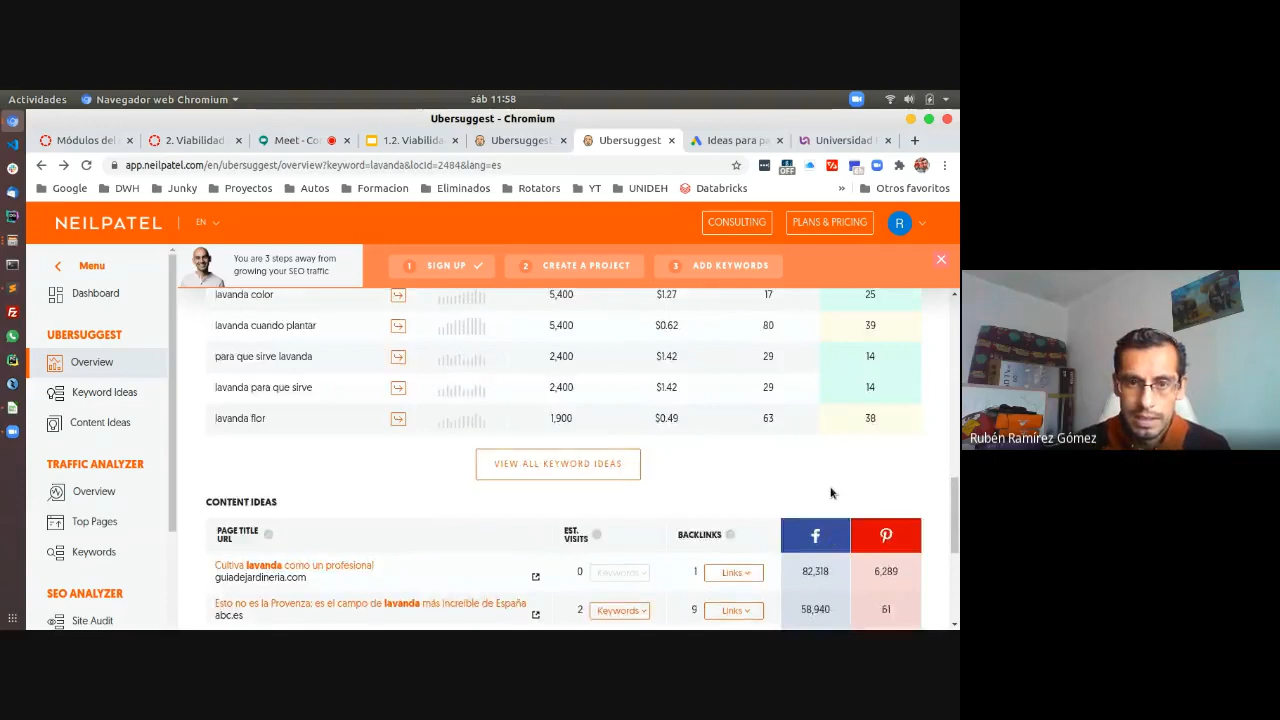 Actividades Navegador web Chromium sáb 11:58
Ubersuggest - Chromium
Módulos del 2. Viabilidad Meet - Co 1.2. Viabilida Ubersuggest Ubersuggest Ideas para pa Universidad
app.neilpatel.com/en/ubersuggest/overview?keyword=lavanda&locId=2484&lang=es
Google DWH Junky Proyectos Autos Formacion Eliminados Rotators YT UNIDEH Databricks » Otros favoritos
NEILPATEL EN CONSULTING PLANS & PRICING R
Menu
You are 3 steps away from
growing your SEO traffic
1 SIGN UP 2 CREATE A PROJECT 3 ADD KEYWORDS
Dashboard
UBERSUGGEST
Overview
Keyword Ideas
Content Ideas
TRAFFIC ANALYZER
Overview
Top Pages
Keywords
SEO ANALYZER
Site Audit
lavanda color 5,400 $1.27 17 25
lavanda cuando plantar 5,400 $0.62 80 39
para que sirve lavanda 2,400 $1.42 29 14
lavanda para que sirve 2,400 $1.42 29 14
lavanda flor 1,900 $0.49 63 38
VIEW ALL KEYWORD IDEAS
CONTENT IDEAS
PAGE TITLE
URL
EST.
VISITS
BACKLINKS
Cultiva lavanda como un profesional
guiadejardineria.com
0 Keywords 1 Links 82,318 6,289
Esto no es la Provenza: es el campo de lavanda más increíble de España
abc.es
2 Keywords 9 Links 58,940 61
Rubén Ramírez Gómez